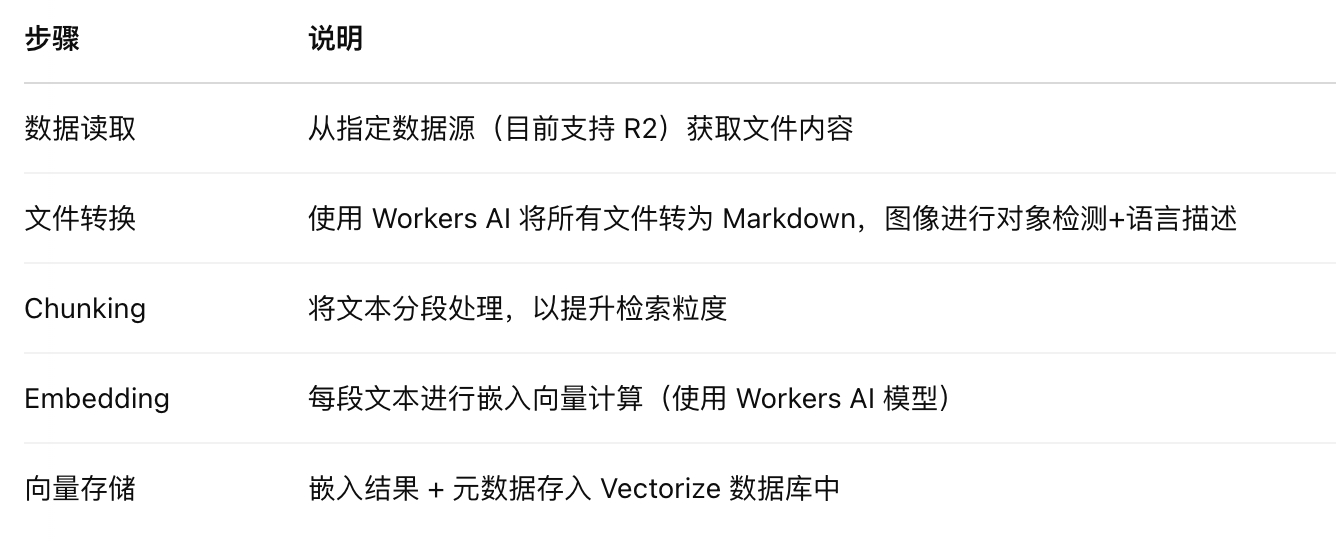 步骤 说明
数据读取 从指定数据源（目前支持 R2）获取文件内容
文件转换 使用 Workers AI 将所有文件转为 Markdown，图像进行对象检测+语言描述
Chunking 将文本分段处理，以提升检索粒度
Embedding 每段文本进行嵌入向量计算（使用 Workers AI 模型）
向量存储 嵌入结果 + 元数据存入 Vectorize 数据库中